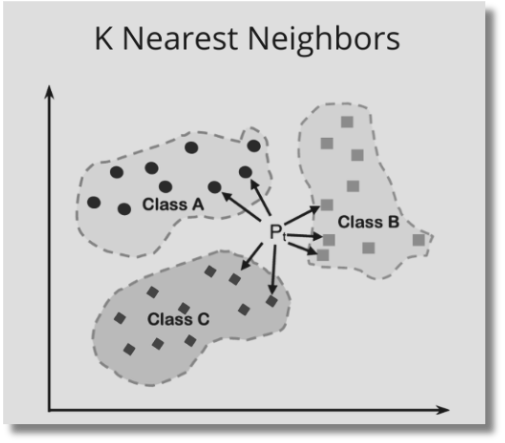 K Nearest Neighbors
Class A
Class B
Pt
Class C